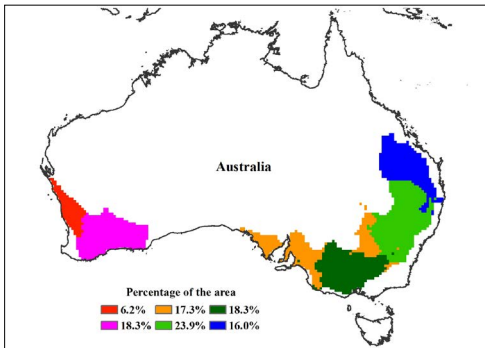 Australia
Percentage of the area
6.2% 17.3% 18.3%
18.3% 23.9% 16.0%